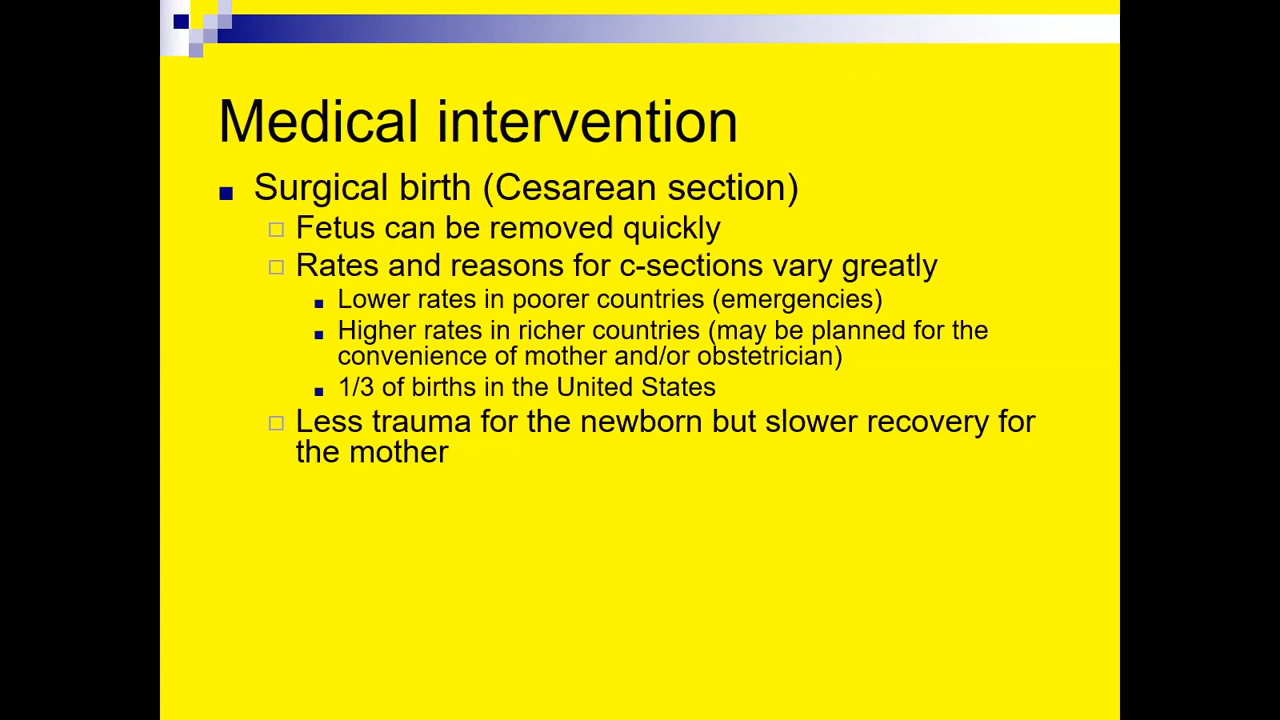 Medical intervention
Surgical birth (Cesarean section)
Fetus can be removed quickly
Rates and reasons for c-sections vary greatly
Lower rates in poorer countries (emergencies)
Higher rates in richer countries (may be planned for the
convenience of mother and/or obstetrician)
1/3 of births in the United States
Less trauma for the newborn but slower recovery for
the mother